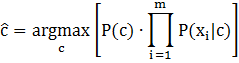 ĉ = argmax_c [P(c) · ∏_{i=1}^{m} P(x_i|c)]